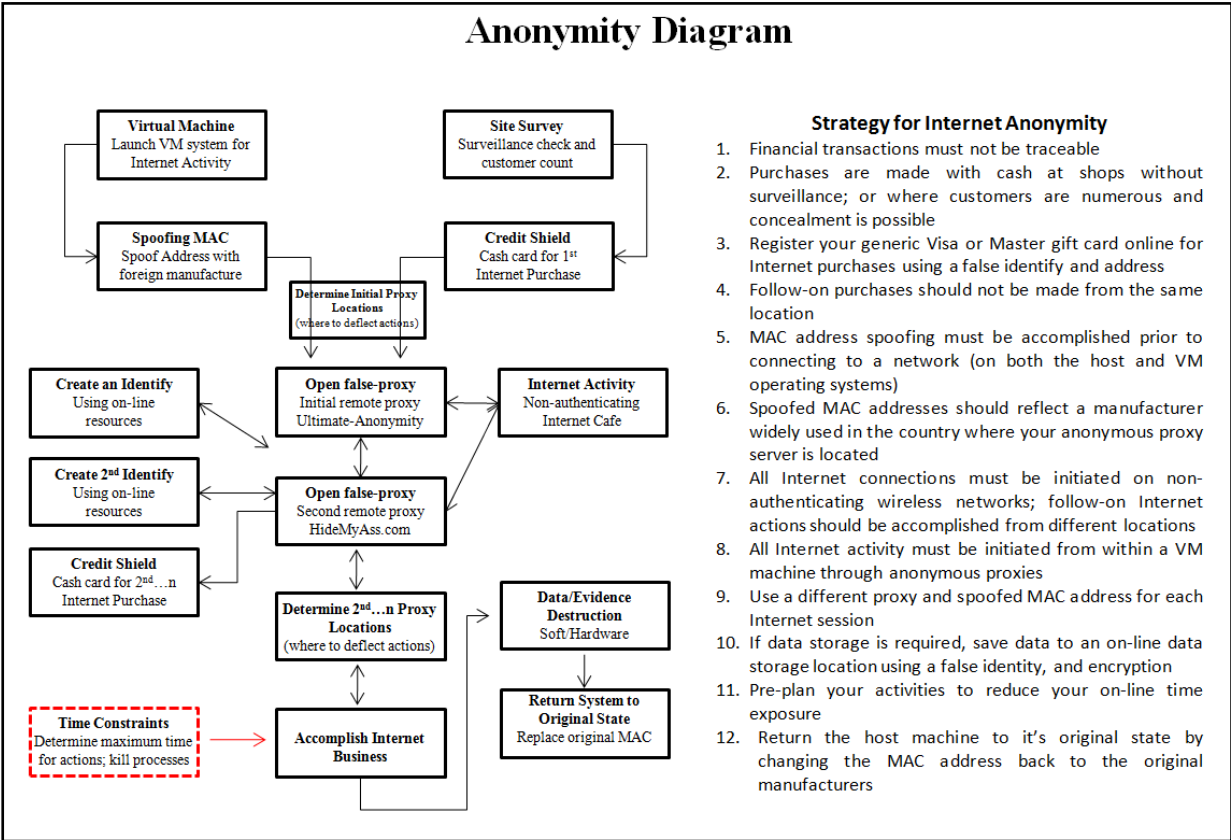 Anonymity Diagram
Virtual Machine
Launch VM system for
Internet Activity
Site Survey
Surveillance check and
customer count
Spoofing MAC
Spoof Address with
foreign manufacture
Credit Shield
Cash card for 1st
Internet Purchase
Determine Initial Proxy
Locations
(where to deflect actions)
Create an Identify
Using on-line
resources
Open false-proxy
Initial remote proxy
Ultimate-Anonymity
Internet Activity
Non-authenticating
Internet Cafe
Create 2nd Identify
Using on-line
resources
Open false-proxy
Second remote proxy
HideMyAss.com
Credit Shield
Cash card for 2nd...n
Internet Purchase
Determine 2nd...n Proxy
Locations
(where to deflect actions)
Data/Evidence
Destruction
Soft/Hardware
Return System to
Original State
Replace original MAC
Time Constraints
Determine maximum time
for actions; kill processes
Accomplish Internet
Business
Strategy for Internet Anonymity
1. Financial transactions must not be traceable
2. Purchases are made with cash at shops without
surveillance; or where customers are numerous and
concealment is possible
3. Register your generic Visa or Master gift card online for
Internet purchases using a false identify and address
4. Follow-on purchases should not be made from the same
location
5. MAC address spoofing must be accomplished prior to
connecting to a network (on both the host and VM
operating systems)
6. Spoofed MAC addresses should reflect a manufacturer
widely used in the country where your anonymous proxy
server is located
7. All Internet connections must be initiated on non-
authenticating wireless networks; follow-on Internet
actions should be accomplished from different locations
8. All Internet activity must be initiated from within a VM
machine through anonymous proxies
9. Use a different proxy and spoofed MAC address for each
Internet session
10. If data storage is required, save data to an on-line data
storage location using a false identity, and encryption
11. Pre-plan your activities to reduce your on-line time
exposure
12. Return the host machine to it's original state by
changing the MAC address back to the original
manufacturers